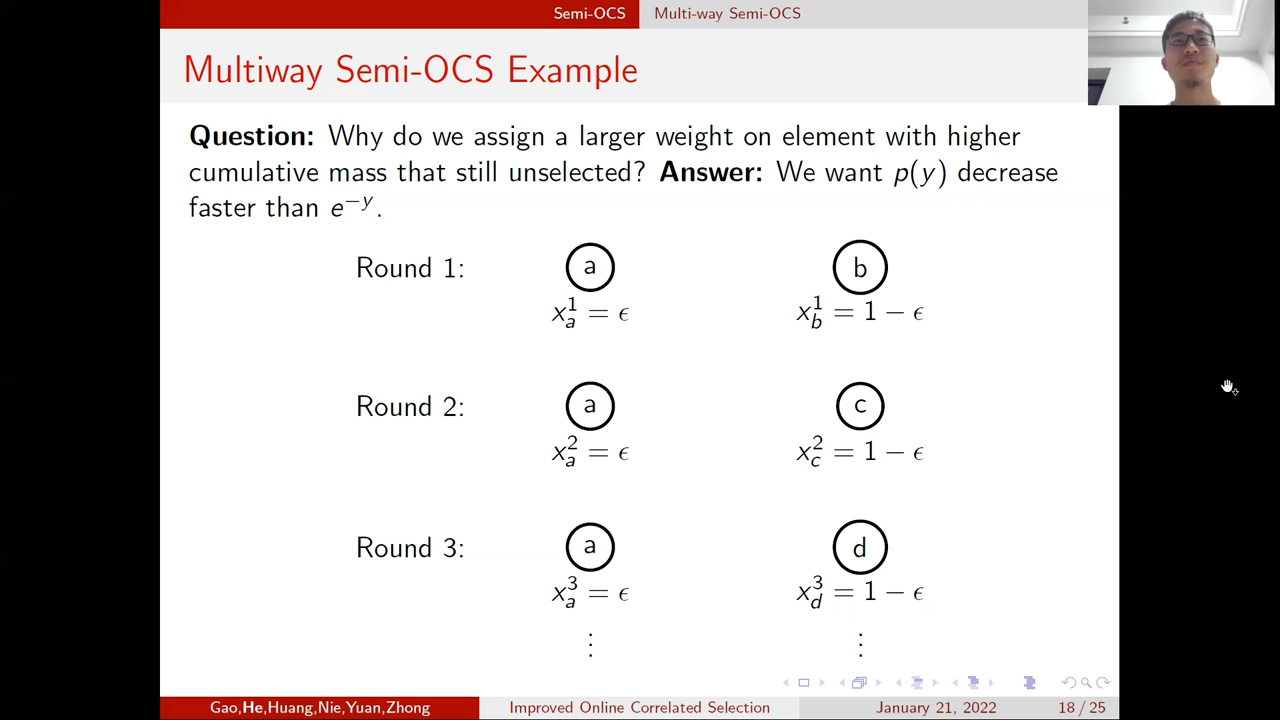 Semi-OCS Multi-way Semi-OCS
Multiway Semi-OCS Example
Question: Why do we assign a larger weight on element with higher
cumulative mass that still unselected? Answer: We want p(y) decrease
faster than e^{−y}.
Round 1: a b
x_a^1 = ϵ x_b^1 = 1 − ϵ
Round 2: a c
x_a^2 = ϵ x_c^2 = 1 − ϵ
Round 3: a d
x_a^3 = ϵ x_d^3 = 1 − ϵ
⋮ ⋮
Gao,He,Huang,Nie,Yuan,Zhong Improved Online Correlated Selection January 21, 2022 18 / 25